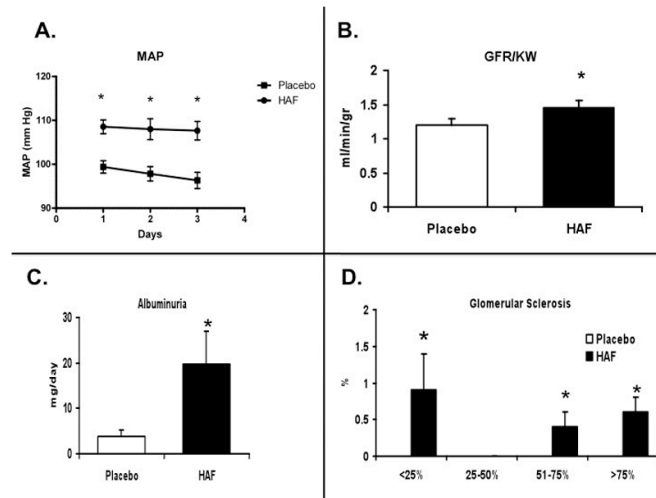 A.
MAP
MAP (mm Hg)
120
110
100
90
* * *
0 1 2 3 4
Days
Placebo
HAF
B.
GFR/KW
ml/min/gr
2
1.5
1
0.5
0
*
Placebo HAF
C.
Albuminuria
mg/day
30
20
10
0
*
Placebo HAF
D.
Glomerular Sclerosis
%
2
1.5
1
0.5
0
* * *
Placebo
HAF
<25% 25-50% 51-75% >75%